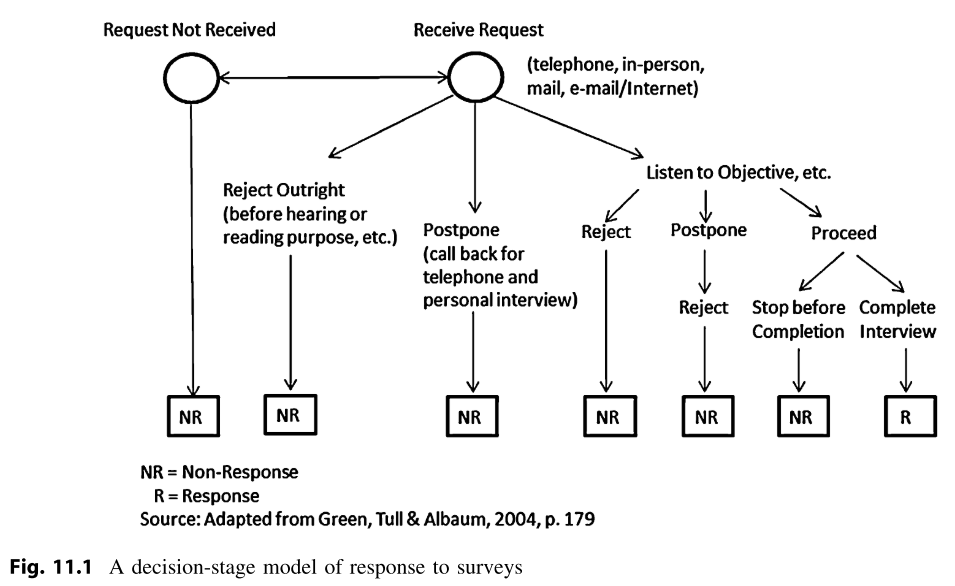 Request Not Received
Receive Request
(telephone, in-person,
mail, e-mail/Internet)
Listen to Objective, etc.
Reject Outright
(before hearing or
reading purpose, etc.)
Postpone
(call back for
telephone and
personal interview)
Reject
Postpone
Proceed
Reject
Stop before
Completion
Complete
Interview
NR
NR
NR
NR
NR
NR
R
NR = Non-Response
R = Response
Source: Adapted from Green, Tull & Albaum, 2004, p. 179
Fig. 11.1 A decision-stage model of response to surveys